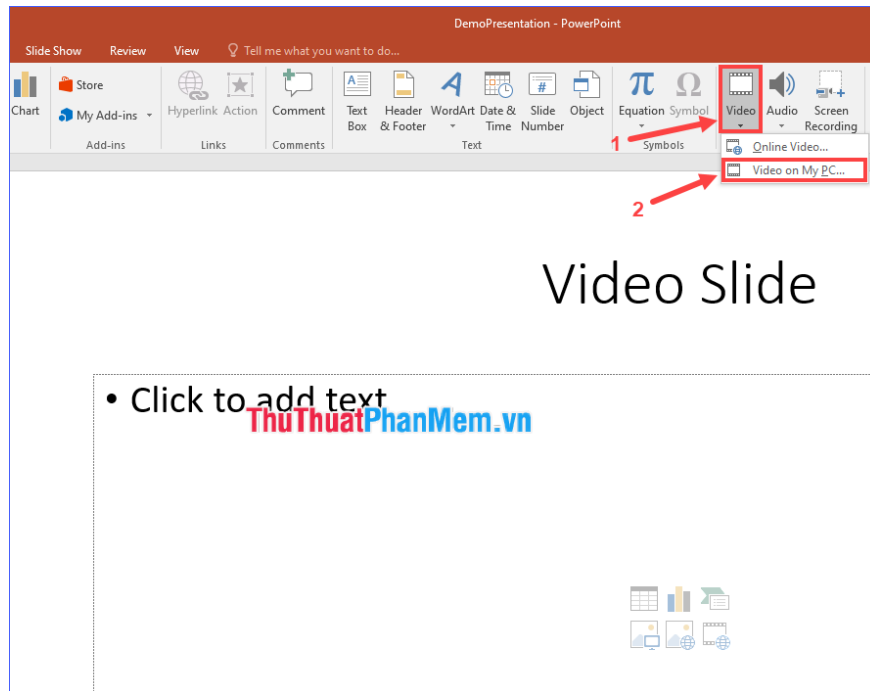 DemoPresentation - PowerPoint
Slide Show Review View Tell me what you want to do...
Chart
Store
My Add-ins
Add-ins
Hyperlink Action
Links
Comment
Comments
Text Box
Header & Footer
WordArt
Date & Time
Slide Number
Object
Text
Equation Symbol
Symbols
Video Audio Screen Recording
1
Online Video...
Video on My PC...
2
Video Slide
• Click to add text
ThuThuatPhanMem.vn